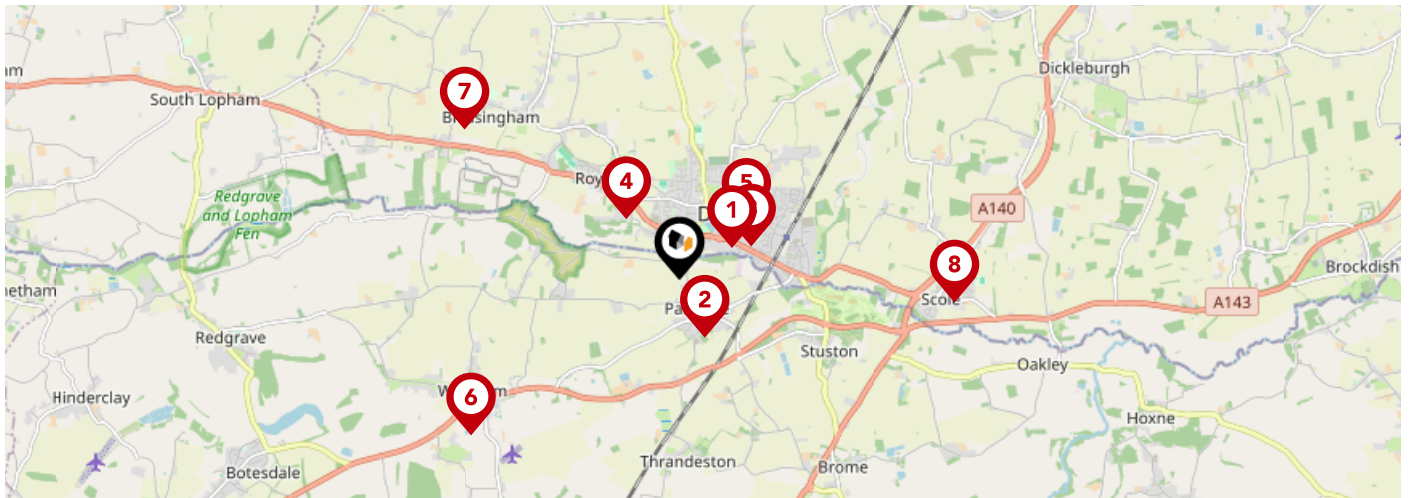 Dickleburgh
7
South Lopham
4
5
Redgrave
and Lopham
Fen
1
A140
8
Brockdish
2
Scole
A143
Redgrave
Stuston
Oakley
6
Hinderclay
Hoxne
Botesdale
Thrandeston
Brome